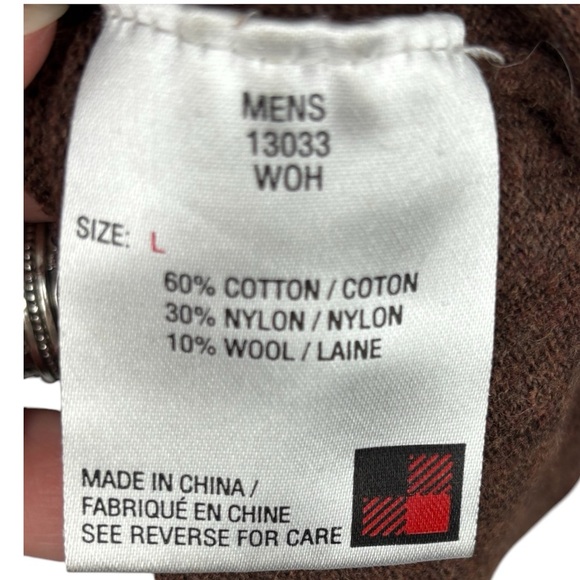 MENS
13033
WOH
SIZE: L
60% COTTON / COTON
30% NYLON / NYLON
10% WOOL / LAINE
MADE IN CHINA /
FABRIQUÉ EN CHINE
SEE REVERSE FOR CARE